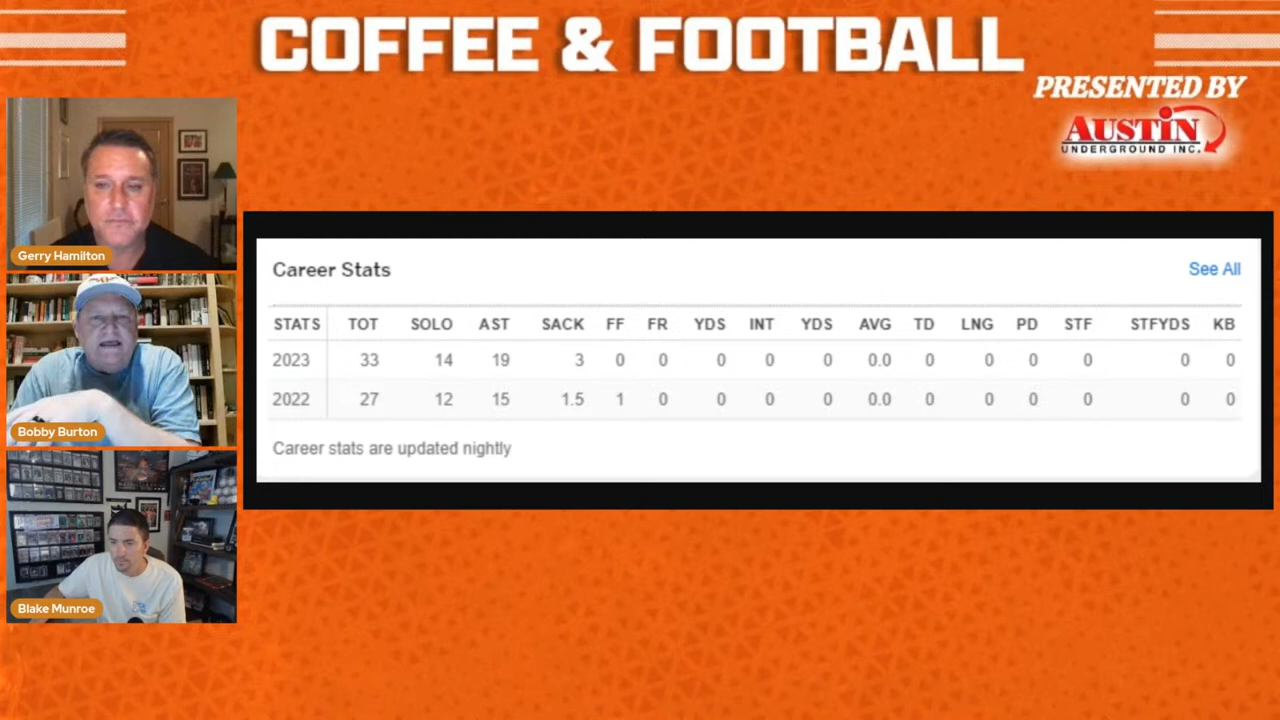 COFFEE & FOOTBALL
PRESENTED BY
AUSTIN
UNDERGROUND INC.
Gerry Hamilton
Bobby Burton
Blake Munroe
Career Stats See All
STATS TOT SOLO AST SACK FF FR YDS INT YDS AVG TD LNG PD STF STFYDS KB
2023 33 14 19 3 0 0 0 0 0 0.0 0 0 0 0 0 0
2022 27 12 15 1.5 1 0 0 0 0 0.0 0 0 0 0 0 0
Career stats are updated nightly